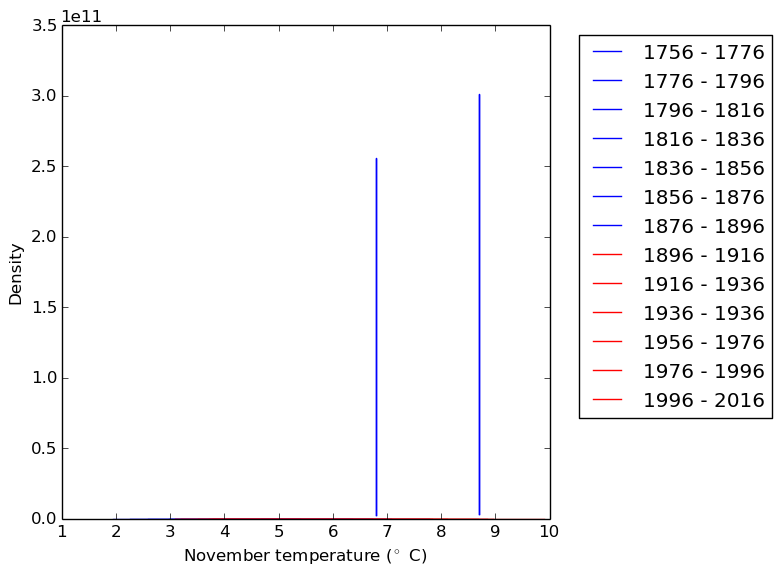 1e11
3.5
3.0
2.5
2.0
1.5
1.0
0.5
0.0
Density
1 2 3 4 5 6 7 8 9 10
November temperature (° C)
1756 - 1776
1776 - 1796
1796 - 1816
1816 - 1836
1836 - 1856
1856 - 1876
1876 - 1896
1896 - 1916
1916 - 1936
1936 - 1936
1956 - 1976
1976 - 1996
1996 - 2016